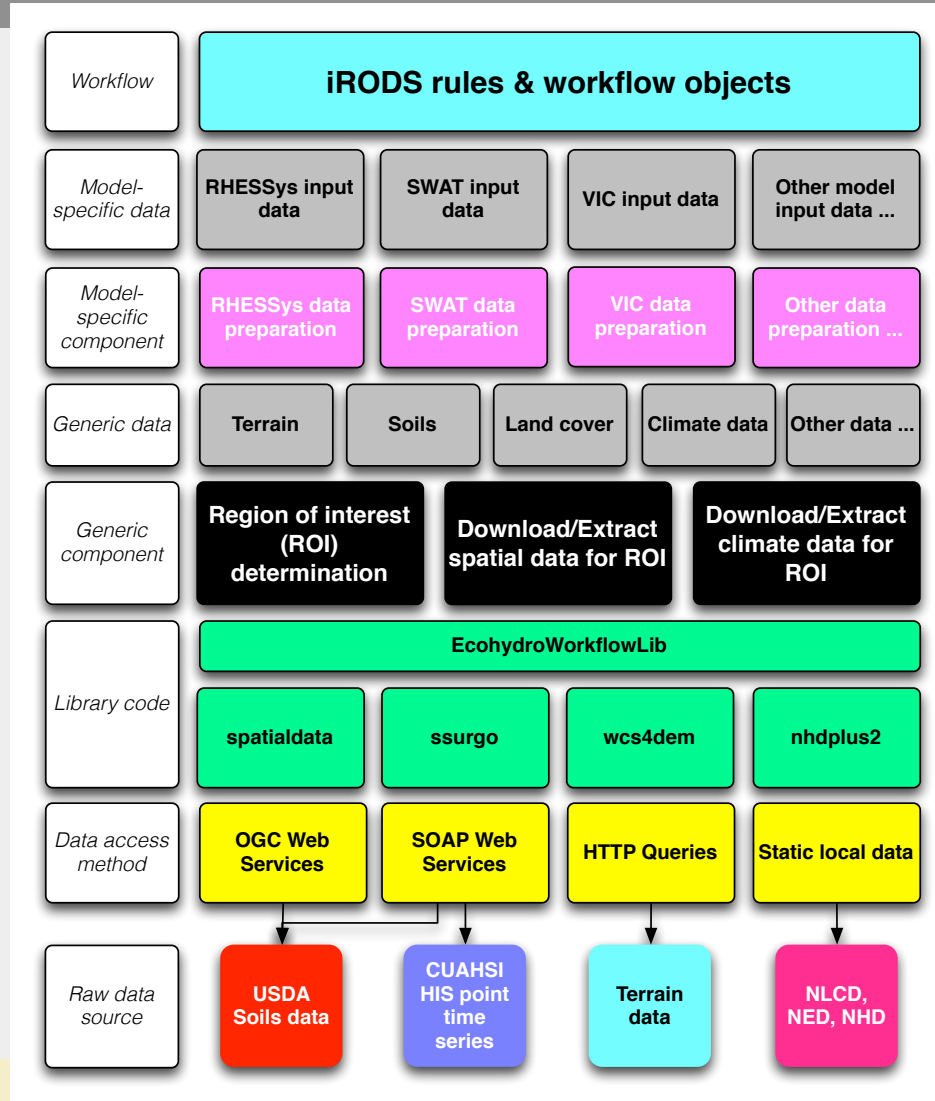 Workflow
iRODS rules & workflow objects
Model-
specific data
RHESSys input
data
SWAT input
data
VIC input data
Other model
input data ...
Model-
specific
component
RHESSys data
preparation
SWAT data
preparation
VIC data
preparation
Other data
preparation ...
Generic data
Terrain
Soils
Land cover
Climate data
Other data ...
Generic
component
Region of interest
(ROI)
determination
Download/Extract
spatial data for ROI
Download/Extract
climate data for
ROI
Library code
EcohydroWorkflowLib
spatialdata
ssurgo
wcs4dem
nhdplus2
Data access
method
OGC Web
Services
SOAP Web
Services
HTTP Queries
Static local data
Raw data
source
USDA
Soils data
CUAHSI
HIS point
time
series
Terrain
data
NLCD,
NED, NHD